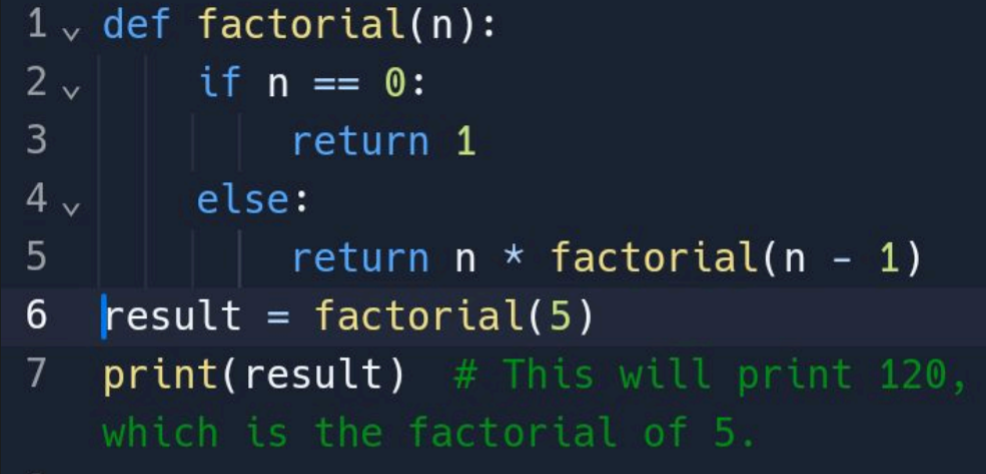 1 def factorial(n):
2     if n == 0:
3         return 1
4     else:
5         return n * factorial(n - 1)
6 result = factorial(5)
7 print(result)  # This will print 120,
which is the factorial of 5.